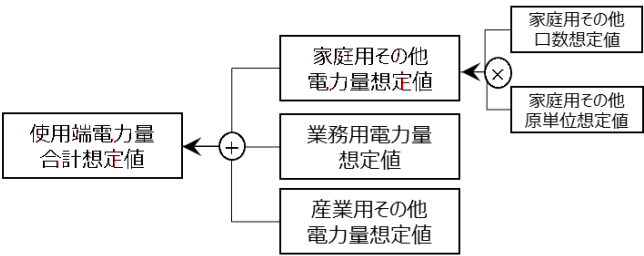 使用端電力量
合計想定値
+
家庭用その他
電力量想定値
×
家庭用その他
口数想定値
家庭用その他
原単位想定値
業務用電力量
想定値
産業用その他
電力量想定値